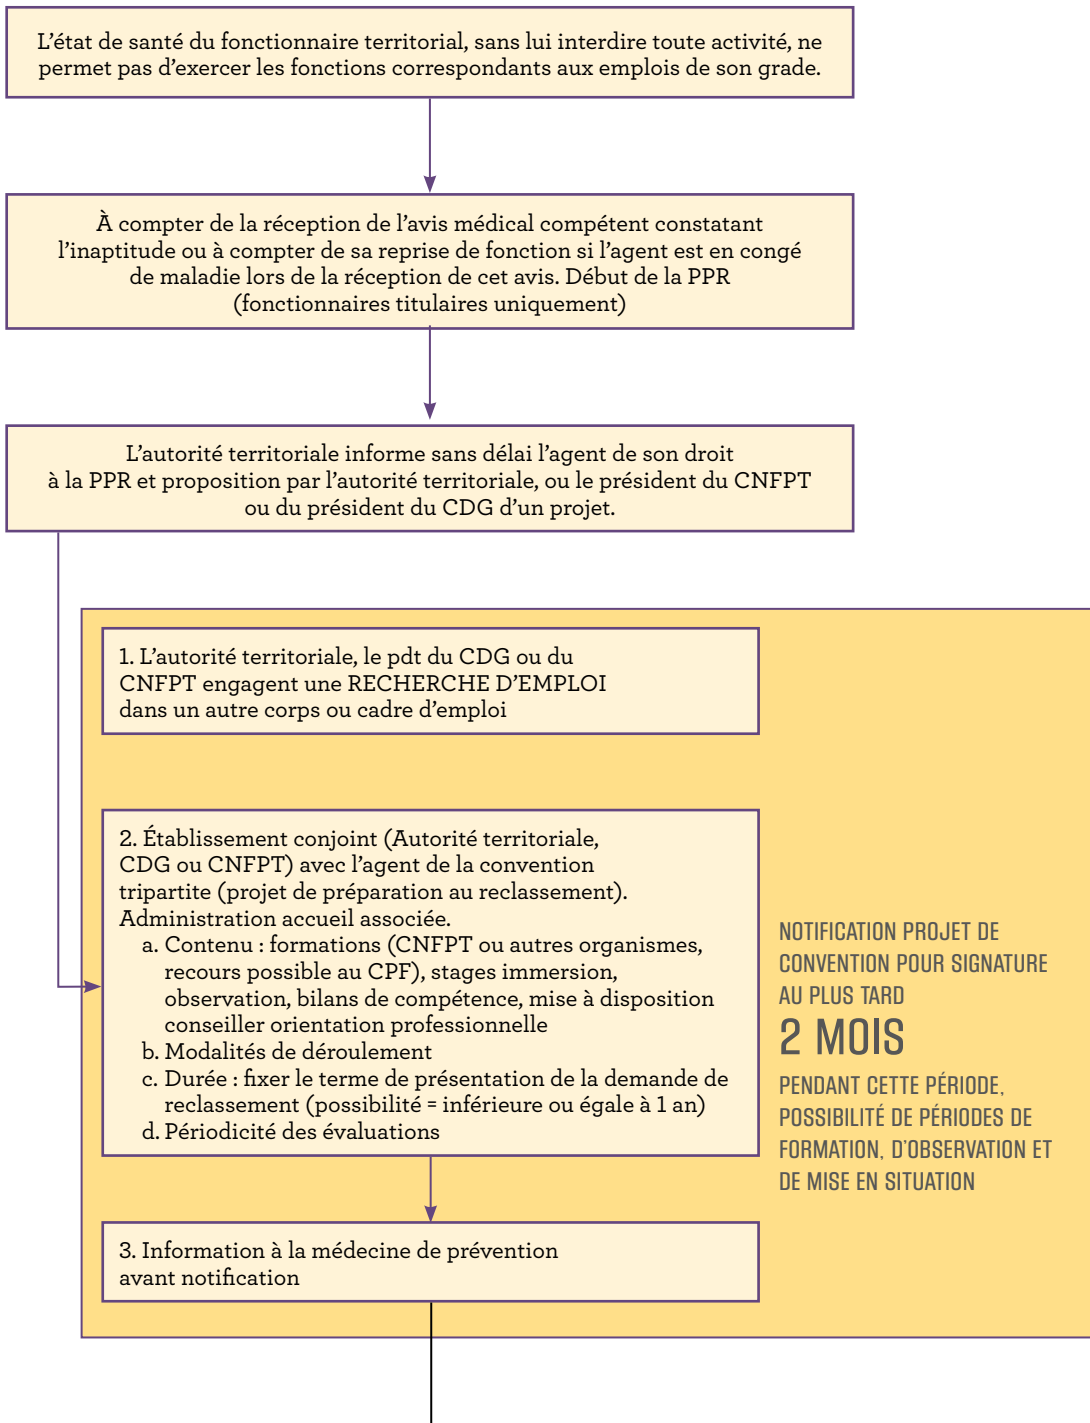 L'état de santé du fonctionnaire territorial, sans lui interdire toute activité, ne
permet pas d'exercer les fonctions correspondants aux emplois de son grade.
À compter de la réception de l'avis médical compétent constatant
l'inaptitude ou à compter de sa reprise de fonction si l'agent est en congé
de maladie lors de la réception de cet avis. Début de la PPR
(fonctionnaires titulaires uniquement)
L'autorité territoriale informe sans délai l'agent de son droit
à la PPR et proposition par l'autorité territoriale, ou le président du CNFPT
ou du président du CDG d'un projet.
1. L'autorité territoriale, le pdt du CDG ou du
CNFPT engagent une RECHERCHE D'EMPLOI
dans un autre corps ou cadre d'emploi
2. Établissement conjoint (Autorité territoriale,
CDG ou CNFPT) avec l'agent de la convention
tripartite (projet de préparation au reclassement).
Administration accueil associée.
a. Contenu : formations (CNFPT ou autres organismes,
recours possible au CPF), stages immersion,
observation, bilans de compétence, mise à disposition
conseiller orientation professionnelle
b. Modalités de déroulement
c. Durée : fixer le terme de présentation de la demande de
reclassement (possibilité = inférieure ou égale à 1 an)
d. Périodicité des évaluations
NOTIFICATION PROJET DE
CONVENTION POUR SIGNATURE
AU PLUS TARD
2 MOIS
PENDANT CETTE PÉRIODE,
POSSIBILITÉ DE PÉRIODES DE
FORMATION, D'OBSERVATION ET
DE MISE EN SITUATION
3. Information à la médecine de prévention
avant notification